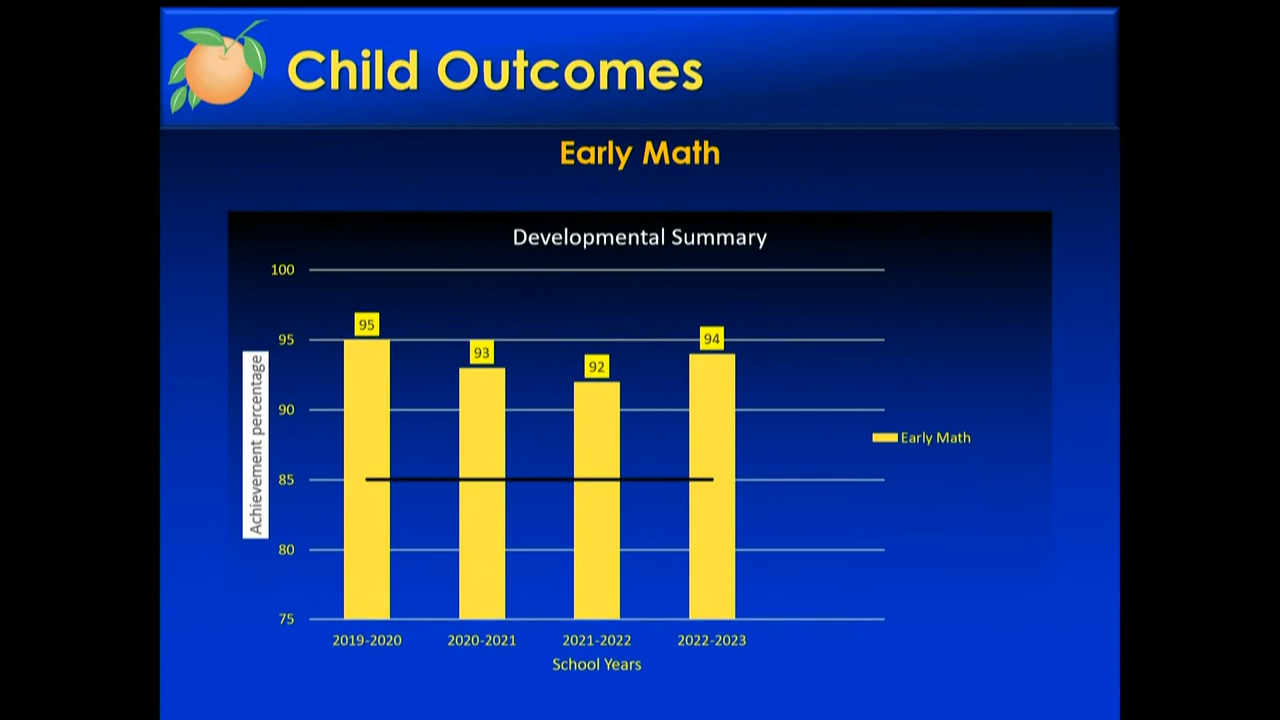 Child Outcomes
Early Math
Developmental Summary
100
95
90
85
80
75
Achievement percentage
95
93
92
94
Early Math
2019-2020
2020-2021
2021-2022
2022-2023
School Years